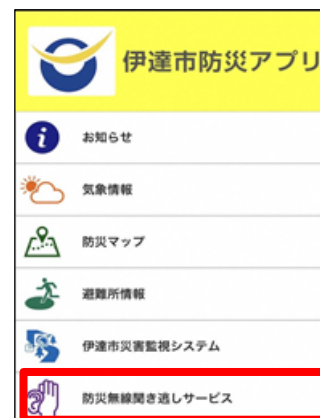 伊達市防災アプリ
お知らせ
気象情報
防災マップ
避難所情報
伊達市災害監視システム
防災無線聞き逃しサービス